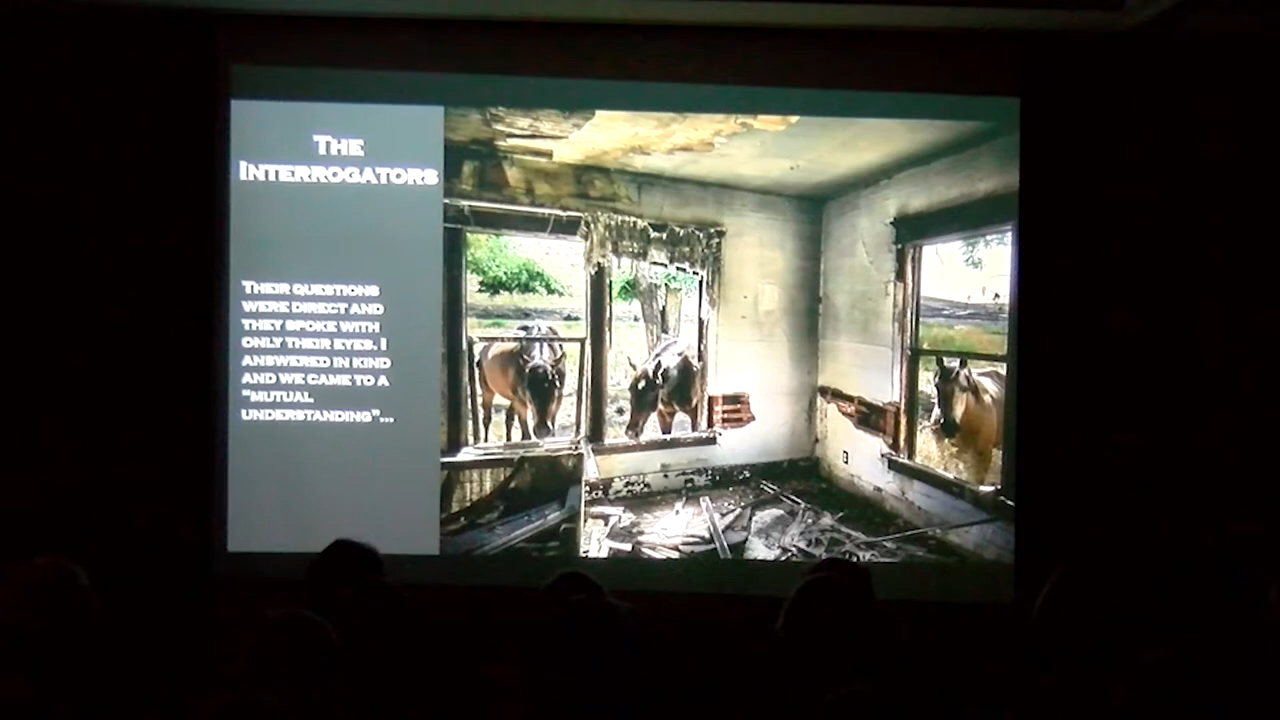 The
Interrogators
Their questions
were direct and
they spoke with
only their eyes. I
answered in kind
and we came to a
“mutual
understanding”...